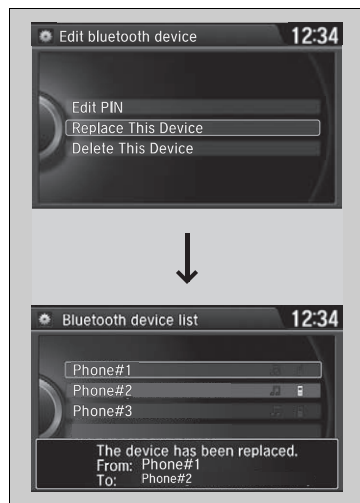 Edit bluetooth device 12:34
Edit PIN
Replace This Device
Delete This Device
Bluetooth device list 12:34
Phone#1
Phone#2
Phone#3
The device has been replaced.
From: Phone#1
To: Phone#2